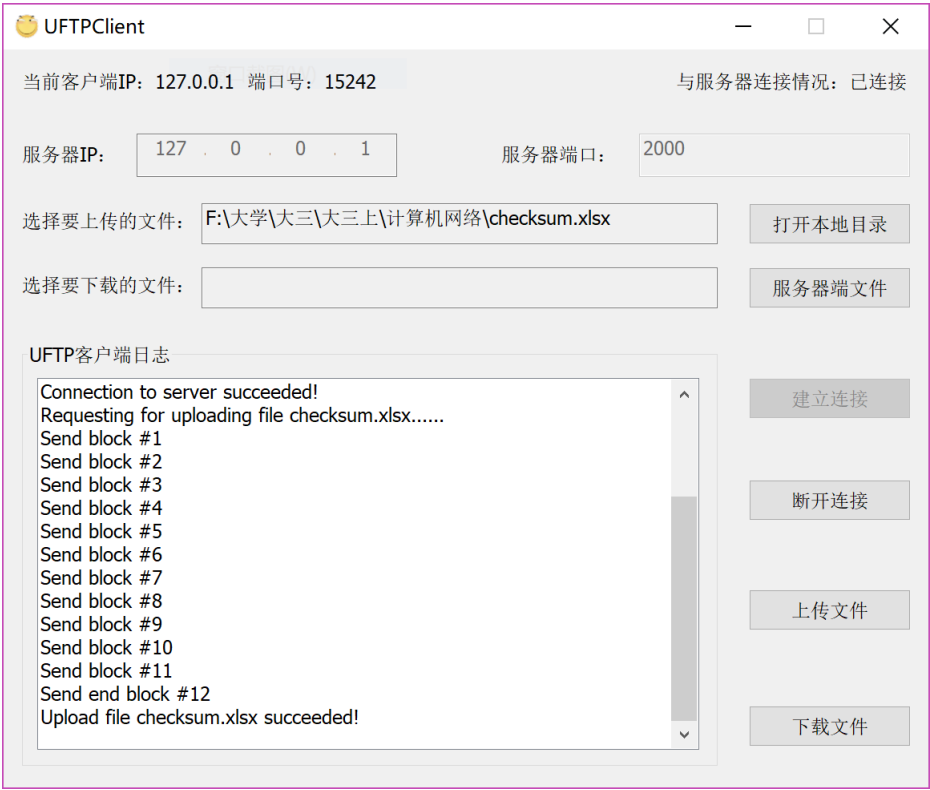 UFTPClient
当前客户端IP：127.0.0.1 端口号：15242 与服务器连接情况：已连接
服务器IP： 127 . 0 . 0 . 1 服务器端口： 2000
选择要上传的文件： F:\大学\大三\大三上\计算机网络\checksum.xlsx 打开本地目录
选择要下载的文件： 服务器端文件
UFTP客户端日志
Connection to server succeeded!
Requesting for uploading file checksum.xlsx......
建立连接
Send block #1
Send block #2
Send block #3
Send block #4
Send block #5
断开连接
Send block #6
Send block #7
Send block #8
Send block #9
上传文件
Send block #10
Send block #11
Send end block #12
Upload file checksum.xlsx succeeded!
下载文件